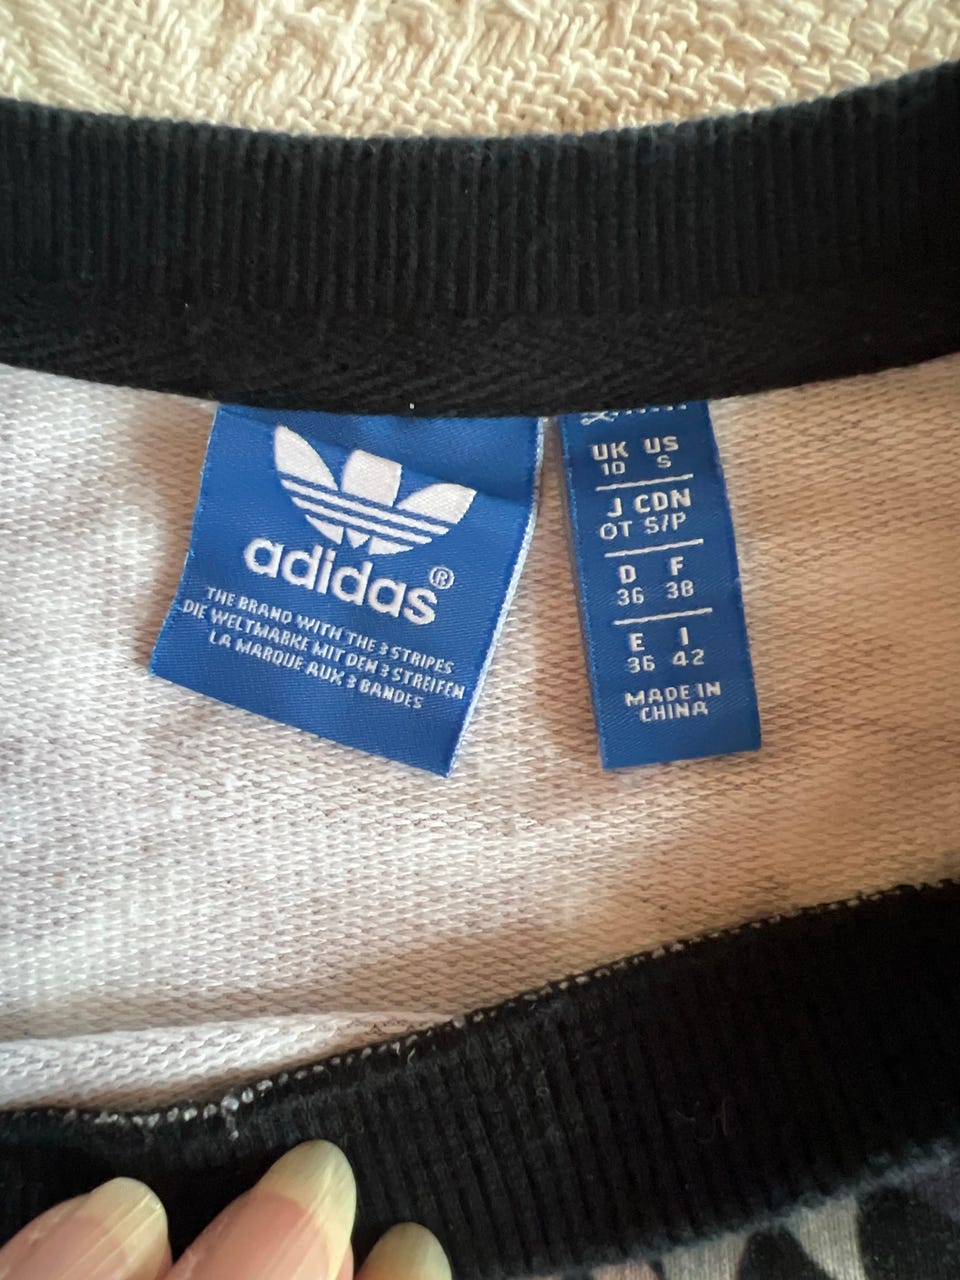 adidas®
THE BRAND WITH THE 3 STRIPES
DIE WELTMARKE MIT DEN 3 STREIFEN
LA MARQUE AUX 3 BANDES
UK US
10 S
J CDN
OT S/P
D F
36 38
E I
36 42
MADE IN
CHINA